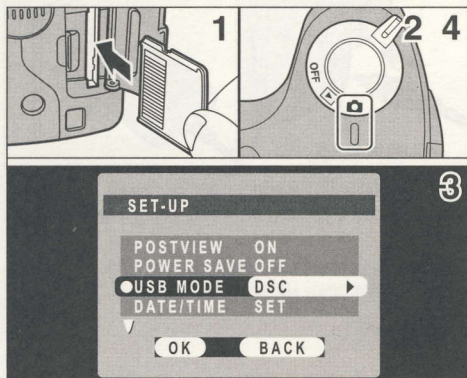 1
2 4
OFF
3
SET-UP
POSTVIEW ON
POWER SAVE OFF
USB MODE DSC
DATE/TIME SET
OK BACK